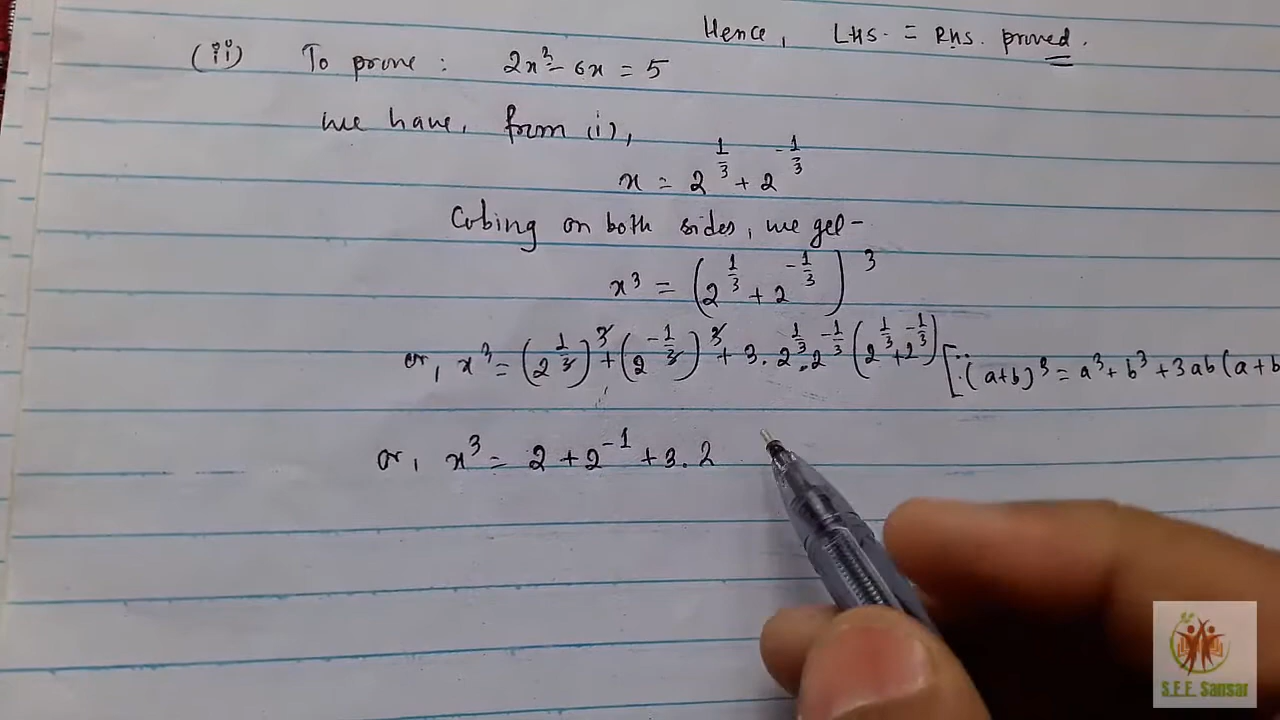 Hence, LHS. = RHS. proved.
(ii) To prove : 2x³ - 6x = 5
we have, from (i),
x = 2^(1/3) + 2^(-1/3)
Cubing on both sides, we get-
x³ = (2^(1/3) + 2^(-1/3))³
or, x³ = (2^(1/3))³ + (2^(-1/3))³ + 3. 2^(1/3) . 2^(-1/3) (2^(1/3) + 2^(-1/3)) [∵ (a+b)³ = a³ + b³ + 3ab(a+b
or, x³ = 2 + 2^(-1) + 3. 2
S.E.E. Sansar